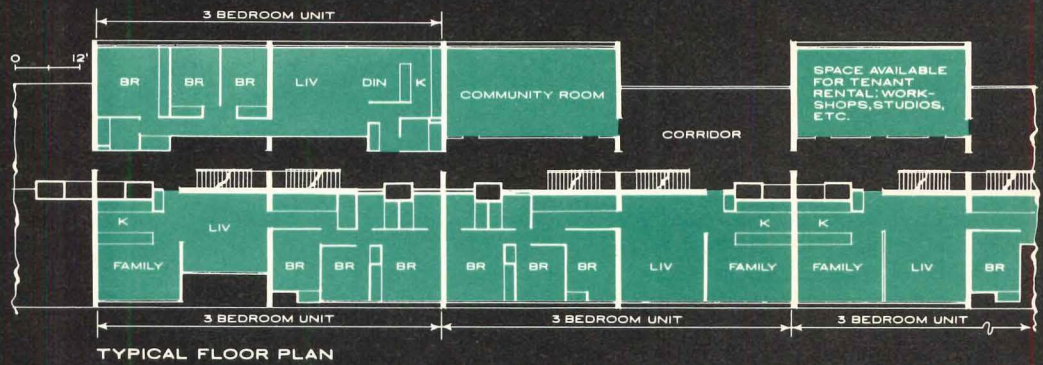 3 BEDROOM UNIT
0 12'
BR BR BR LIV DIN K
COMMUNITY ROOM
SPACE AVAILABLE
FOR TENANT
RENTAL: WORK-
SHOPS, STUDIOS,
ETC.
CORRIDOR
K LIV K K
FAMILY BR BR BR BR BR BR LIV FAMILY FAMILY LIV BR
3 BEDROOM UNIT 3 BEDROOM UNIT 3 BEDROOM UNIT
TYPICAL FLOOR PLAN